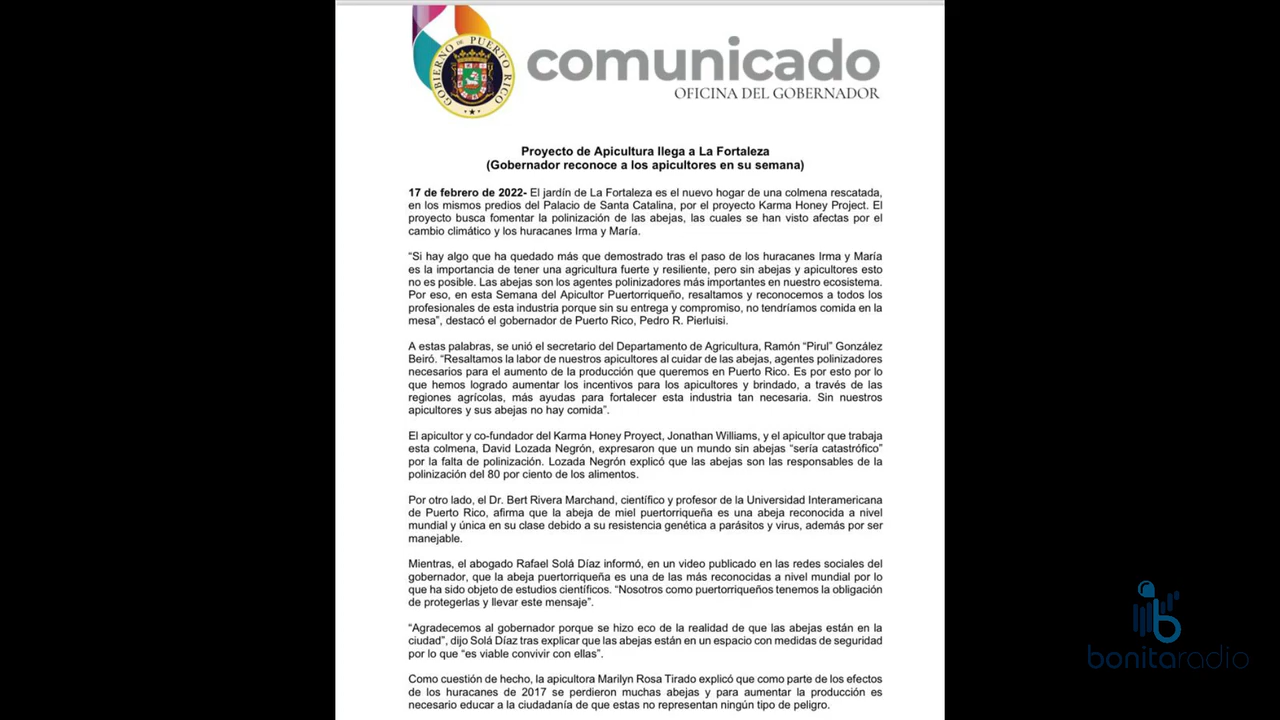 GOBIERNO DE PUERTO RICO
comunicado
OFICINA DEL GOBERNADOR
Proyecto de Apicultura llega a La Fortaleza
(Gobernador reconoce a los apicultores en su semana)
17 de febrero de 2022- El jardín de La Fortaleza es el nuevo hogar de una colmena rescatada,
en los mismos predios del Palacio de Santa Catalina, por el proyecto Karma Honey Project. El
proyecto busca fomentar la polinización de las abejas, las cuales se han visto afectas por el
cambio climático y los huracanes Irma y María.
“Si hay algo que ha quedado más que demostrado tras el paso de los huracanes Irma y María
es la importancia de tener una agricultura fuerte y resiliente, pero sin abejas y apicultores esto
no es posible. Las abejas son los agentes polinizadores más importantes en nuestro ecosistema.
Por eso, en esta Semana del Apicultor Puertorriqueño, resaltamos y reconocemos a todos los
profesionales de esta industria porque sin su entrega y compromiso, no tendríamos comida en la
mesa”, destacó el gobernador de Puerto Rico, Pedro R. Pierluisi.
A estas palabras, se unió el secretario del Departamento de Agricultura, Ramón “Pirul” González
Beiró. “Resaltamos la labor de nuestros apicultores al cuidar de las abejas, agentes polinizadores
necesarios para el aumento de la producción que queremos en Puerto Rico. Es por esto por lo
que hemos logrado aumentar los incentivos para los apicultores y brindado, a través de las
regiones agrícolas, más ayudas para fortalecer esta industria tan necesaria. Sin nuestros
apicultores y sus abejas no hay comida”.
El apicultor y co-fundador del Karma Honey Proyect, Jonathan Williams, y el apicultor que trabaja
esta colmena, David Lozada Negrón, expresaron que un mundo sin abejas “sería catastrófico”
por la falta de polinización. Lozada Negrón explicó que las abejas son las responsables de la
polinización del 80 por ciento de los alimentos.
Por otro lado, el Dr. Bert Rivera Marchand, científico y profesor de la Universidad Interamericana
de Puerto Rico, afirma que la abeja de miel puertorriqueña es una abeja reconocida a nivel
mundial y única en su clase debido a su resistencia genética a parásitos y virus, además por ser
manejable.
Mientras, el abogado Rafael Solá Díaz informó, en un video publicado en las redes sociales del
gobernador, que la abeja puertorriqueña es una de las más reconocidas a nivel mundial por lo
que ha sido objeto de estudios científicos. “Nosotros como puertorriqueños tenemos la obligación
de protegerlas y llevar este mensaje”.
“Agradecemos al gobernador porque se hizo eco de la realidad de que las abejas están en la
ciudad”, dijo Solá Díaz tras explicar que las abejas están en un espacio con medidas de seguridad
por lo que “es viable convivir con ellas”.
Como cuestión de hecho, la apicultora Marilyn Rosa Tirado explicó que como parte de los efectos
de los huracanes de 2017 se perdieron muchas abejas y para aumentar la producción es
necesario educar a la ciudadanía de que estas no representan ningún tipo de peligro.
bonitaradio